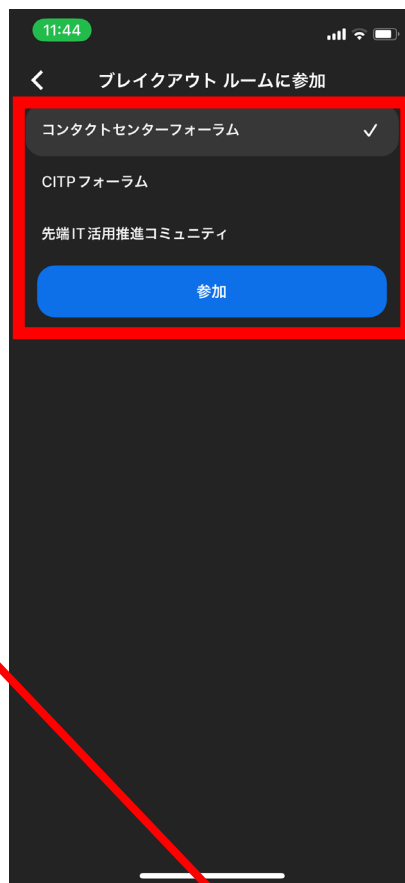 11:44
ブレイクアウト ルームに参加
コンタクトセンターフォーラム
CITPフォーラム
先端IT活用推進コミュニティ
参加